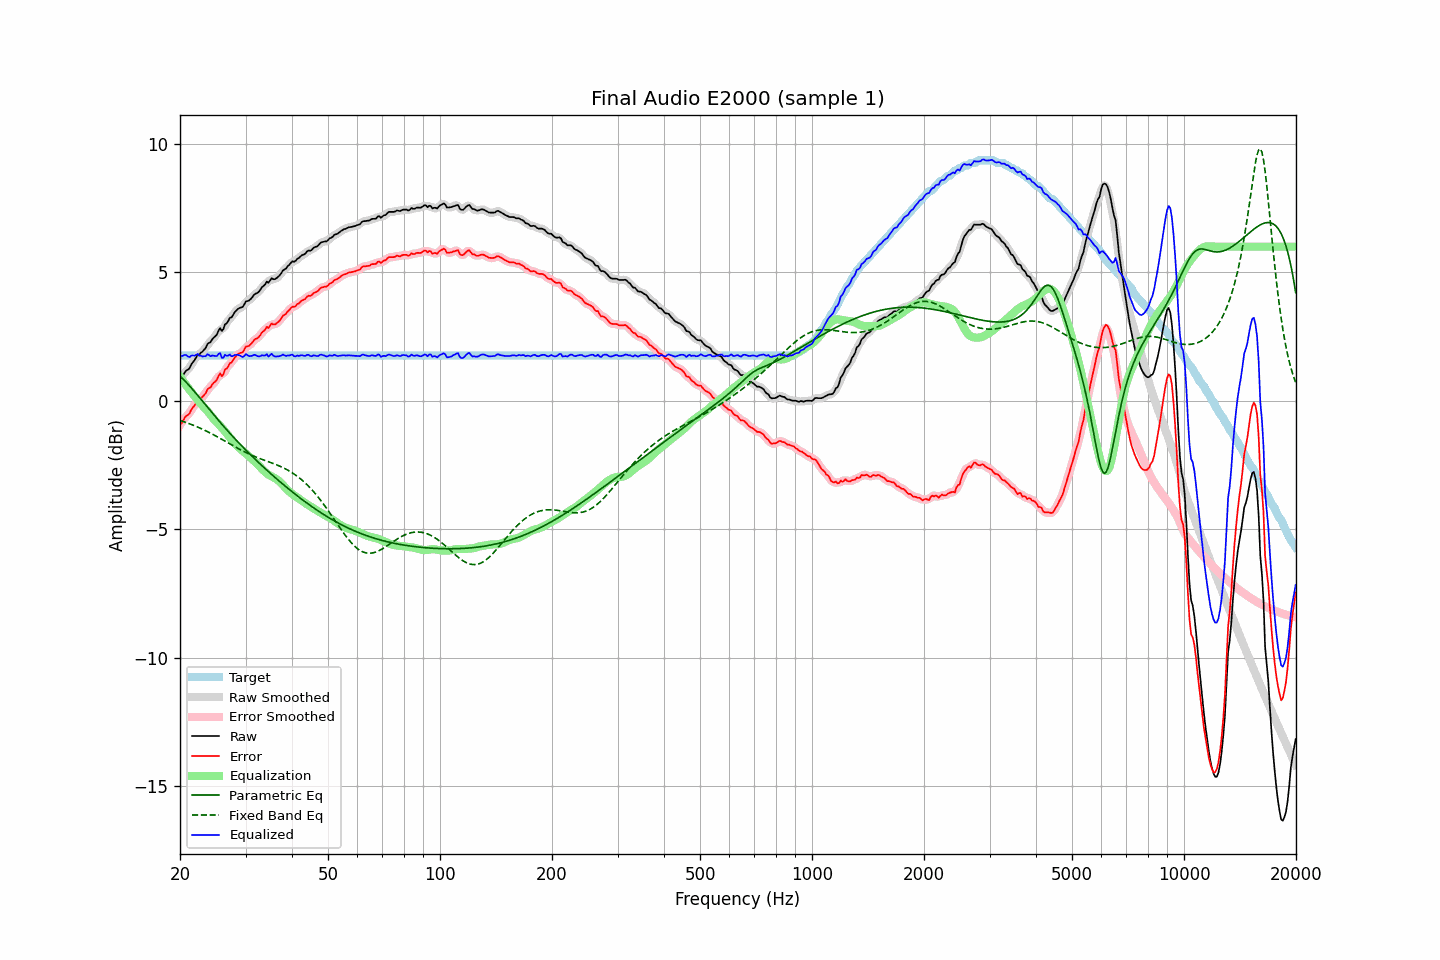 Final Audio E2000 (sample 1)
Amplitude (dBr)
10
5
0
−5
−10
−15
Target
Raw Smoothed
Error Smoothed
Raw
Error
Equalization
Parametric Eq
Fixed Band Eq
Equalized
20 50 100 200 500 1000 2000 5000 10000 20000
Frequency (Hz)